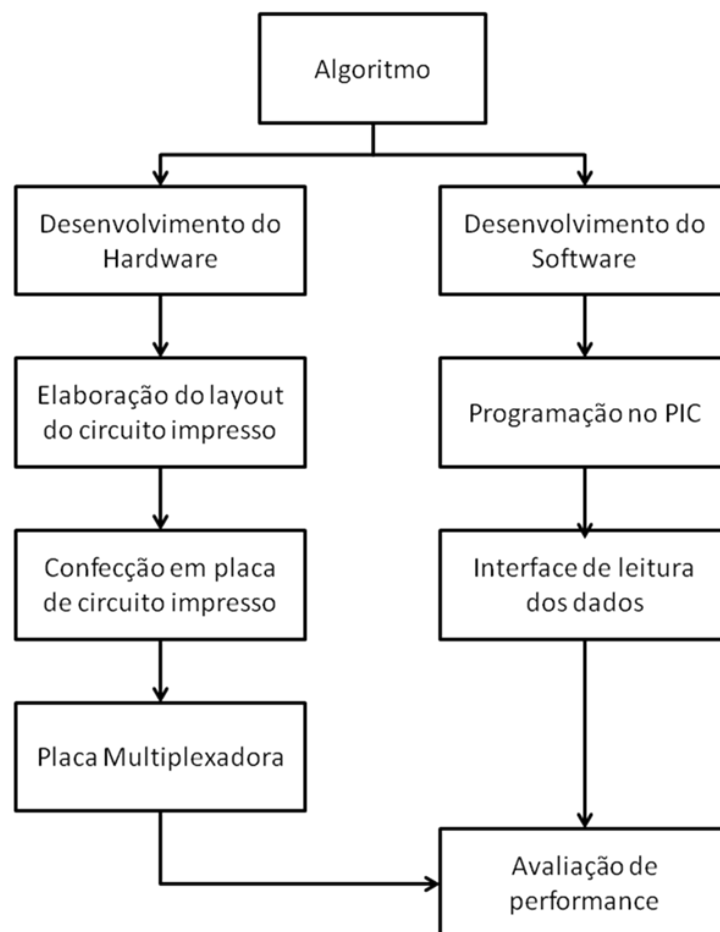 Algoritmo
Desenvolvimento do
Hardware
Elaboração do layout
do circuito impresso
Confecção em placa
de circuito impresso
Placa Multiplexadora
Desenvolvimento do
Software
Programação no PIC
Interface de leitura
dos dados
Avaliação de
performance